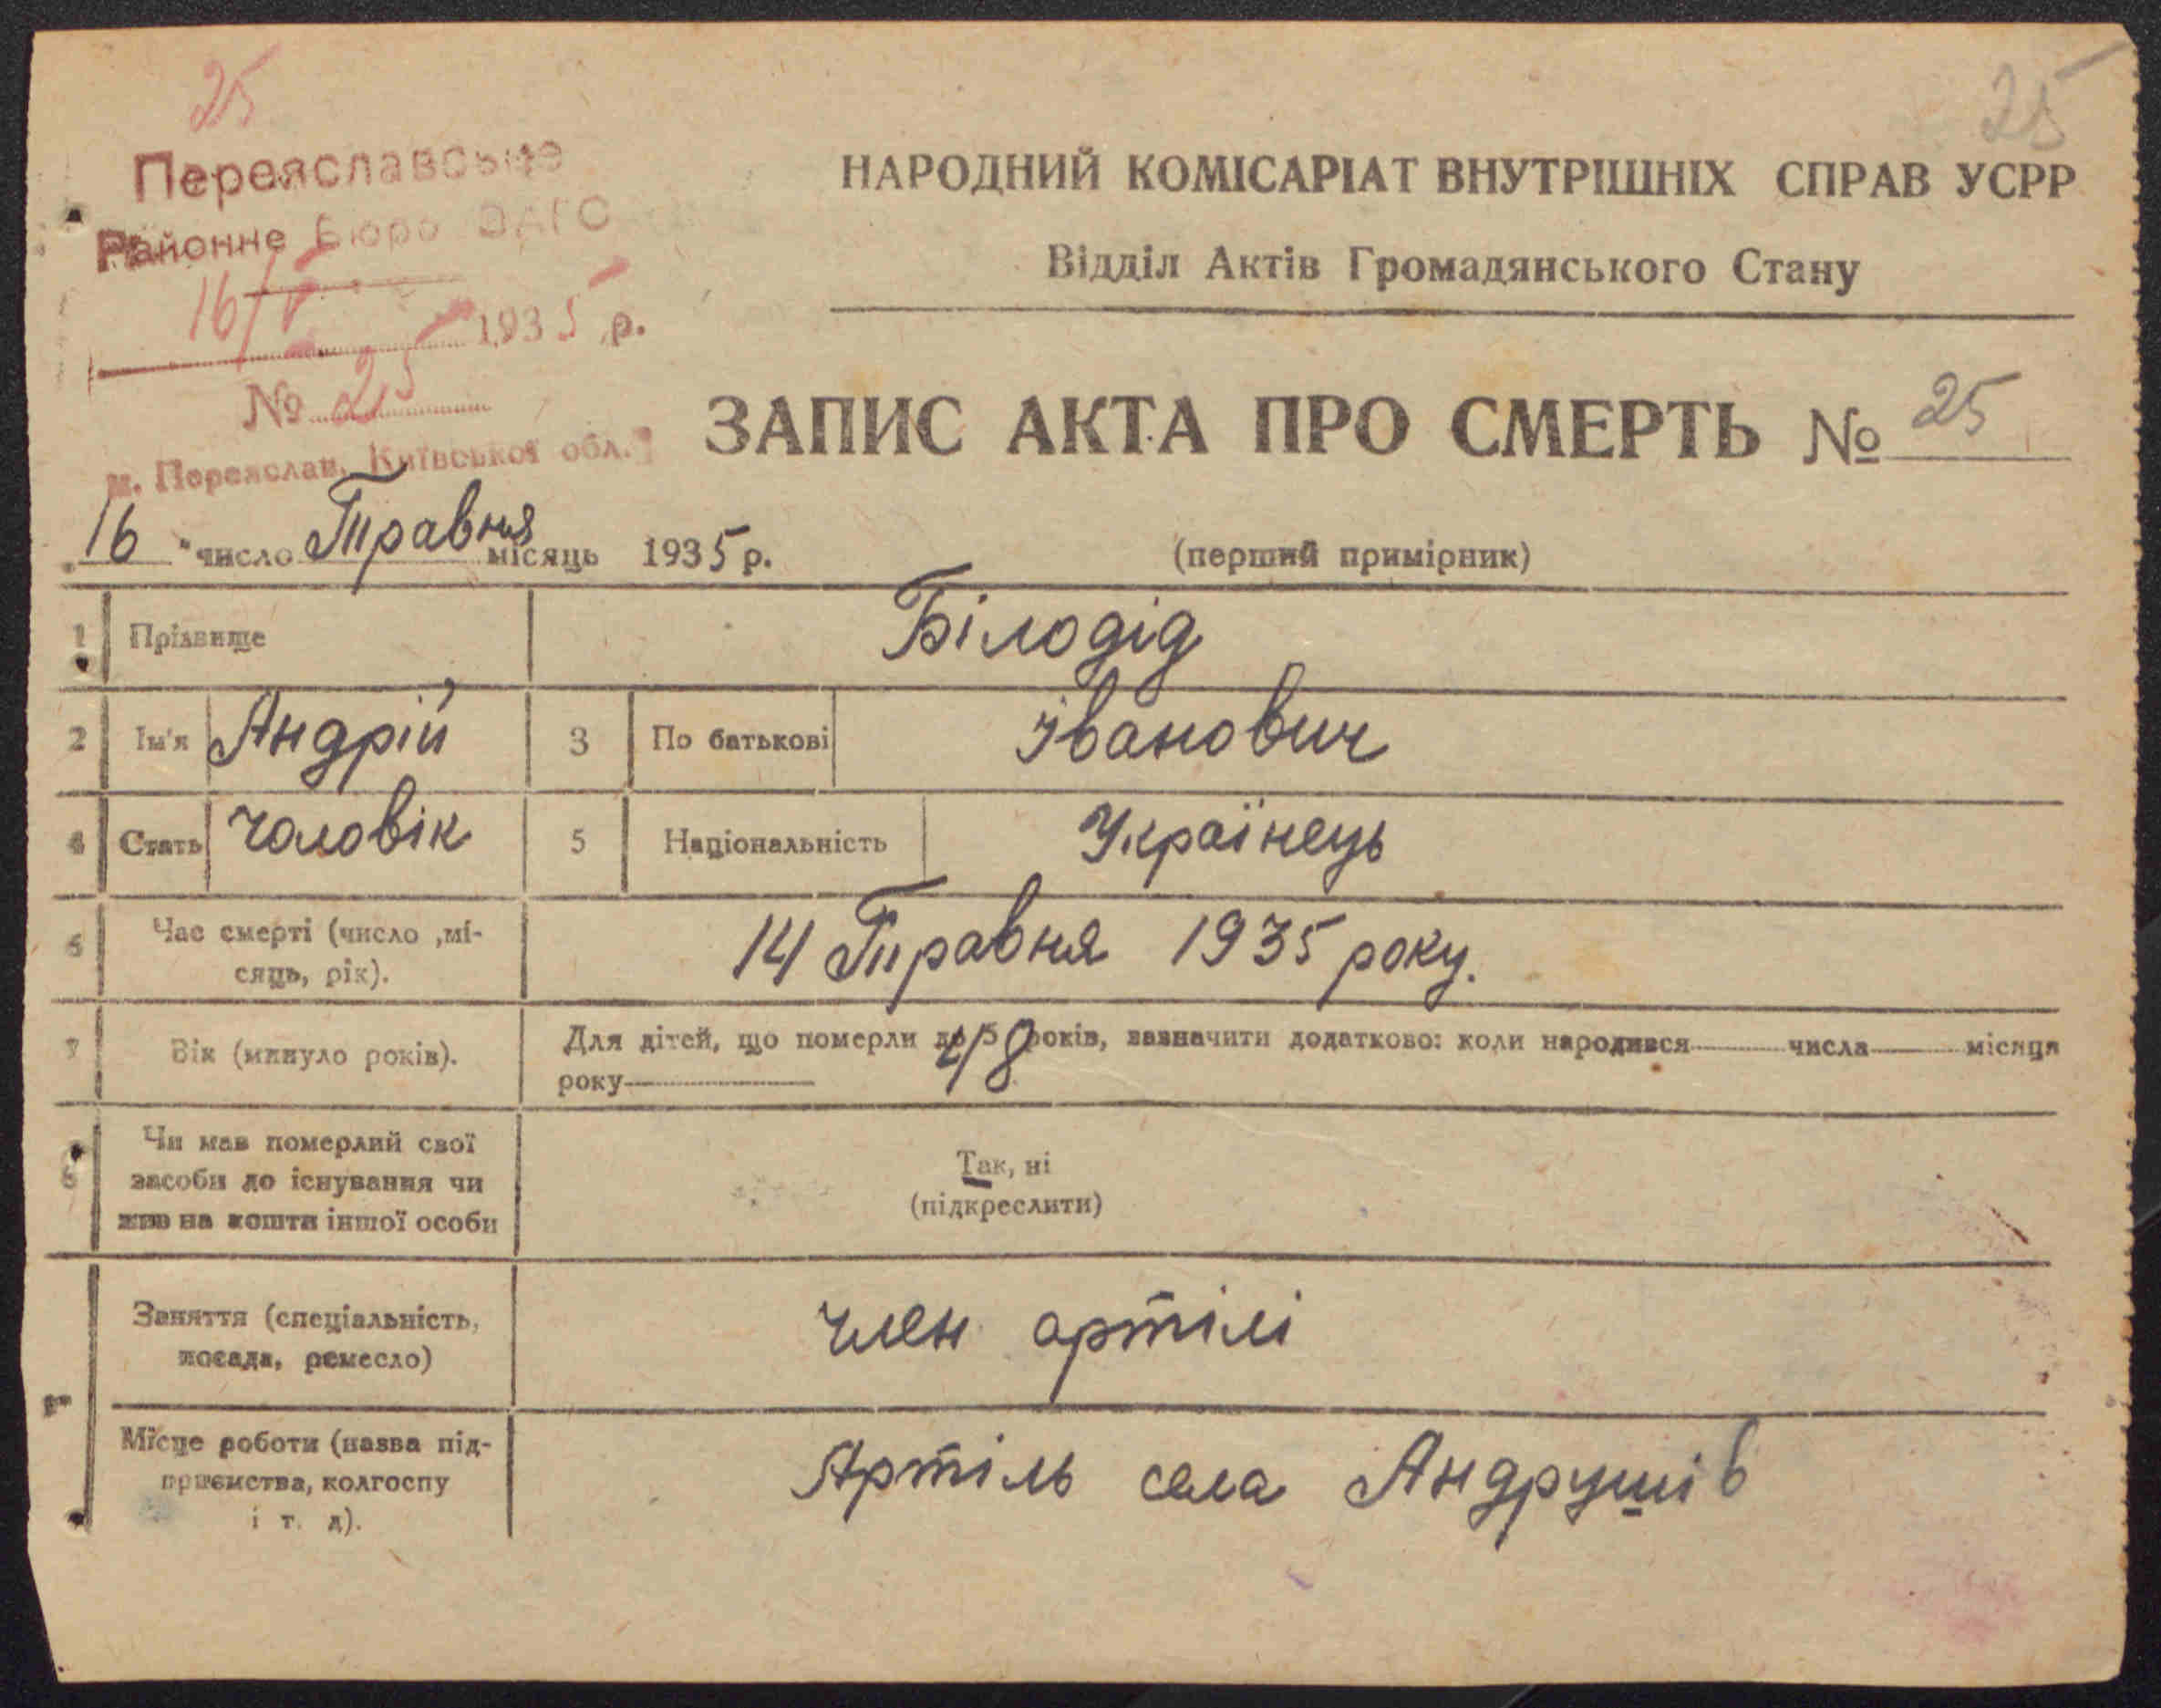 25
25
Переяславське
Районне Бюро ЗАГС
16/V 1935 р.
№ 25
м. Переяслав, Київської обл.
НАРОДНИЙ КОМІСАРІАТ ВНУТРІШНІХ СПРАВ УСРР
Відділ Актів Громадянського Стану
ЗАПИС АКТА ПРО СМЕРТЬ № 25
16 " число Травня місяць 1935 р.
(перший примірник)
1 Прізвище Білодід
2 Ім'я Андрій 3 По батькові Іванович
4 Стать чоловік 5 Національність Українець
6 Час смерті (число ,мі-
сяць, рік).
14 Травня 1935 року.
7 Вік (минуло років).
Для дітей, що померли до 5 років, зазначити додатково: коли народився числа місяця
року
48
8 Чи мав померлий свої
засоби до існування чи
жив на кошти іншої особи
Так, ні
(підкреслити)
Заняття (спеціальність,
посада, ремесло)
член артілі
Місце роботи (назва під-
приємства, колгоспу
і т. д).
Артіль села Андруші в